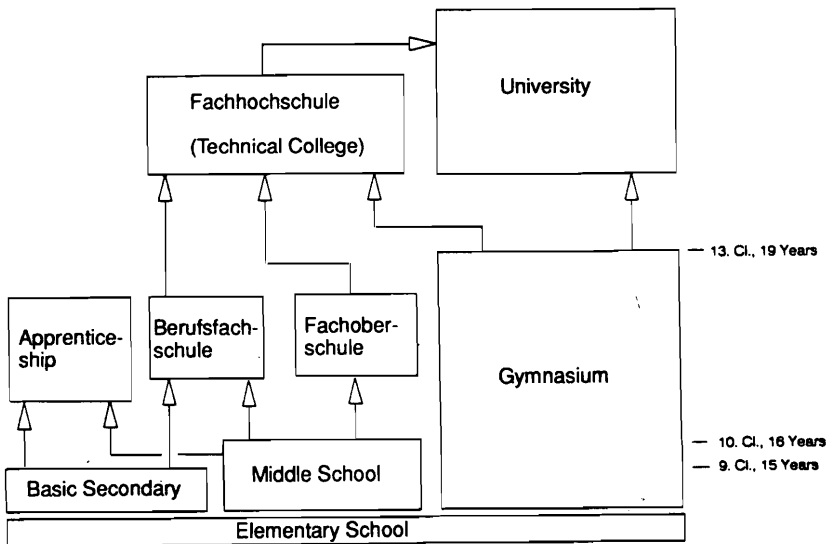 Fachhochschule
(Technical College)
University
13. Cl., 19 Years
Apprentice-
ship
Berufsfach-
schule
Fachober-
schule
Gymnasium
10. Cl., 16 Years
9. Cl., 15 Years
Basic Secondary
Middle School
Elementary School